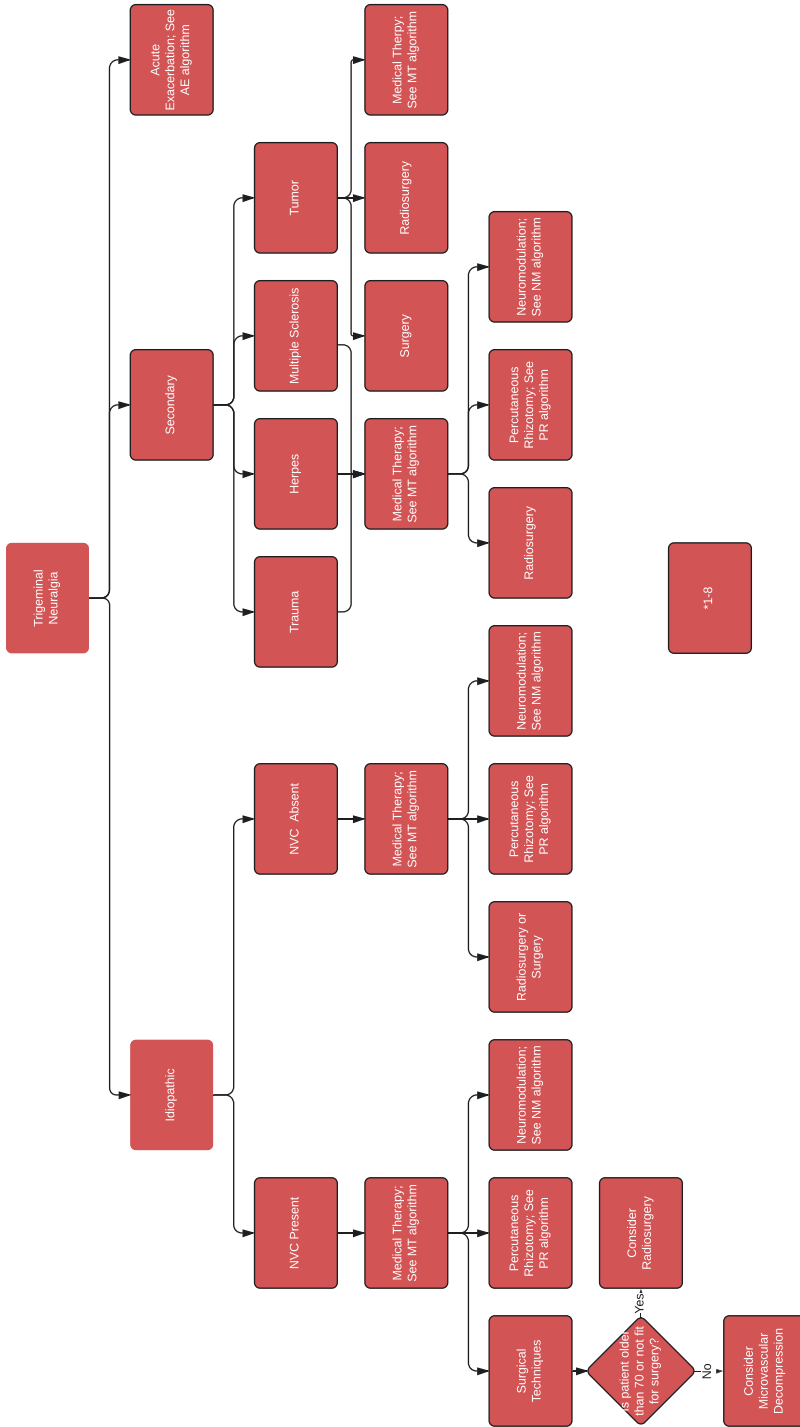 Trigeminal
Neuralgia
Idiopathic
Secondary
Acute
Exacerbation; See
AE algorithm
NVC Present
NVC Absent
Trauma
Herpes
Multiple Sclerosis
Tumor
Medical Therapy;
See MT algorithm
Medical Therapy;
See MT algorithm
Medical Therapy;
See MT algorithm
Surgery
Radiosurgery
Medical Therpy;
See MT algorithm
Surgical
Techniques
Percutaneous
Rhizotomy; See
PR algorithm
Neuromodulation;
See NM algorithm
Radiosurgery or
Surgery
Percutaneous
Rhizotomy; See
PR algorithm
Neuromodulation;
See NM algorithm
Radiosurgery
Percutaneous
Rhizotomy; See
PR algorithm
Neuromodulation;
See NM algorithm
Is patient older
than 70 or not fit
for surgery?
Yes
Consider
Radiosurgery
*1-8
No
Consider
Microvascular
Decompression